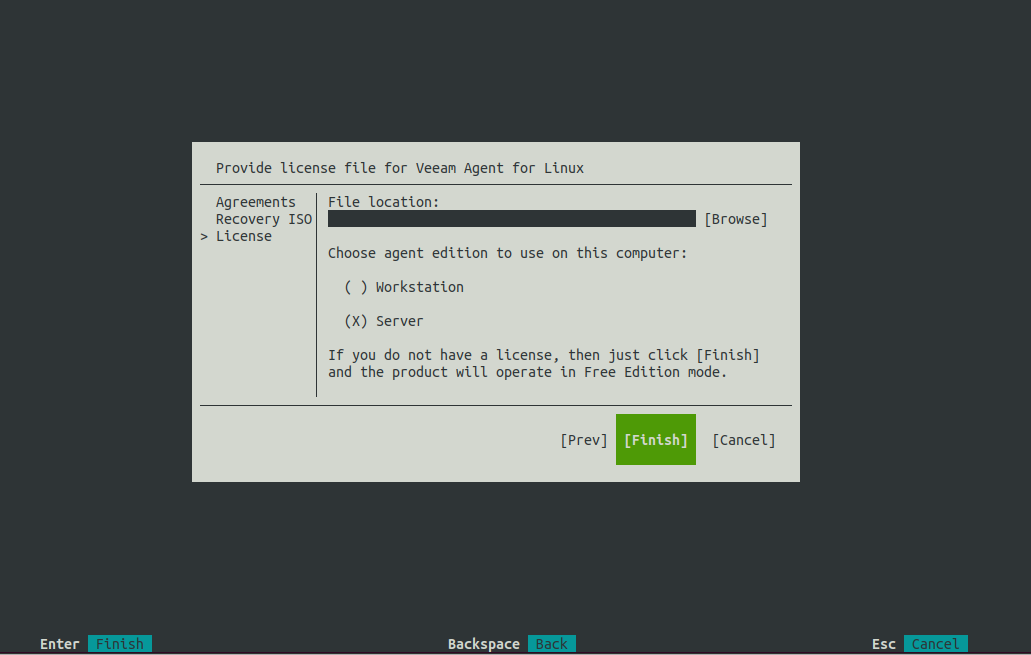 Provide license file for Veeam Agent for Linux
Agreements
Recovery ISO
> License
File location:
[Browse]
Choose agent edition to use on this computer:
( ) Workstation
(X) Server
If you do not have a license, then just click [Finish]
and the product will operate in Free Edition mode.
[Prev] [Finish] [Cancel]
Enter Finish Backspace Back Esc Cancel